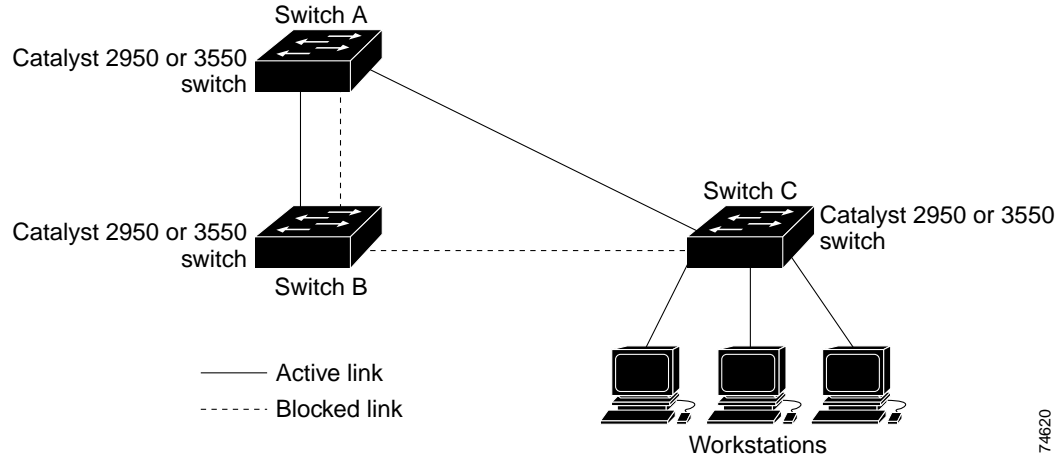 Switch A
Catalyst 2950 or 3550
switch
Switch C
Catalyst 2950 or 3550
switch
Catalyst 2950 or 3550
switch
Switch B
Active link
Blocked link
Workstations
74620